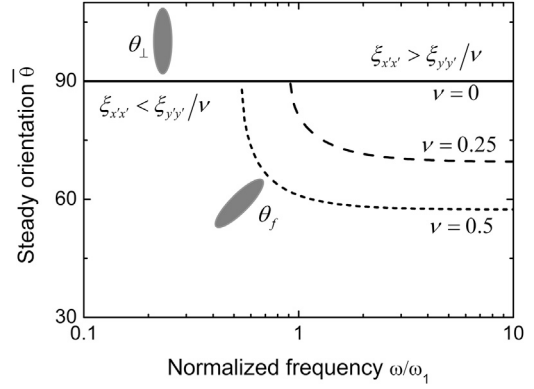 θ⊥
ξx′x′ > ξy′y′/ν
90
ν = 0
ξx′x′ < ξy′y′/ν
ν = 0.25
60
θf
ν = 0.5
30
0.1 1 10
Steady orientation θ̅
Normalized frequency ω/ω₁